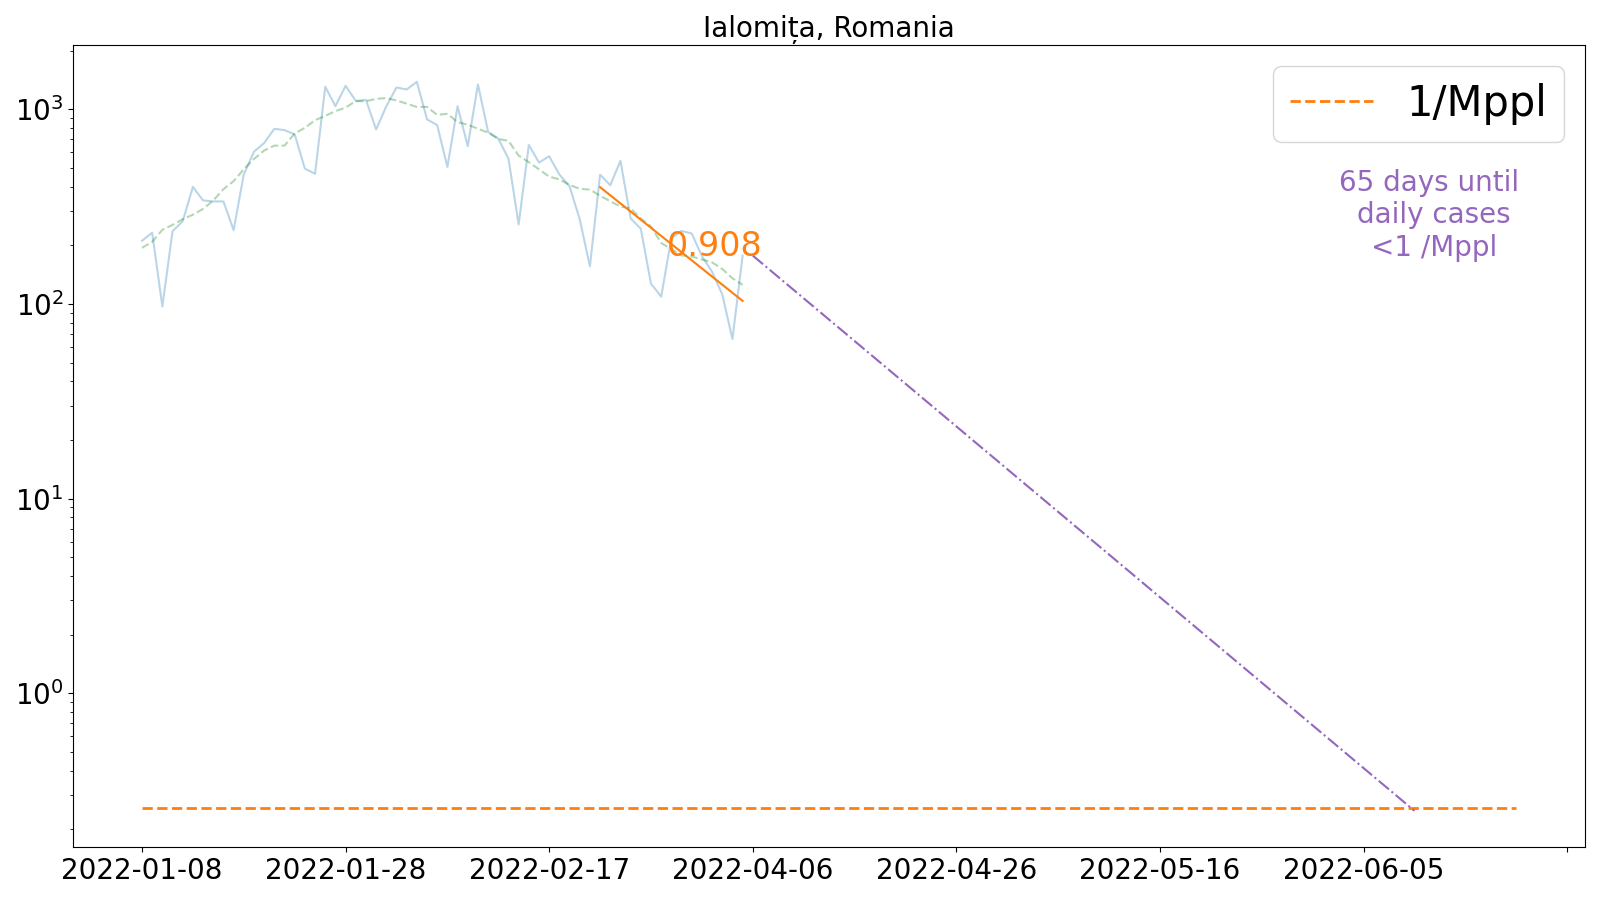 Ialomița, Romania
10³
10²
10¹
10⁰
1/Mppl
65 days until
daily cases
<1 /Mppl
0.908
2022-01-08
2022-01-28
2022-02-17
2022-04-06
2022-04-26
2022-05-16
2022-06-05